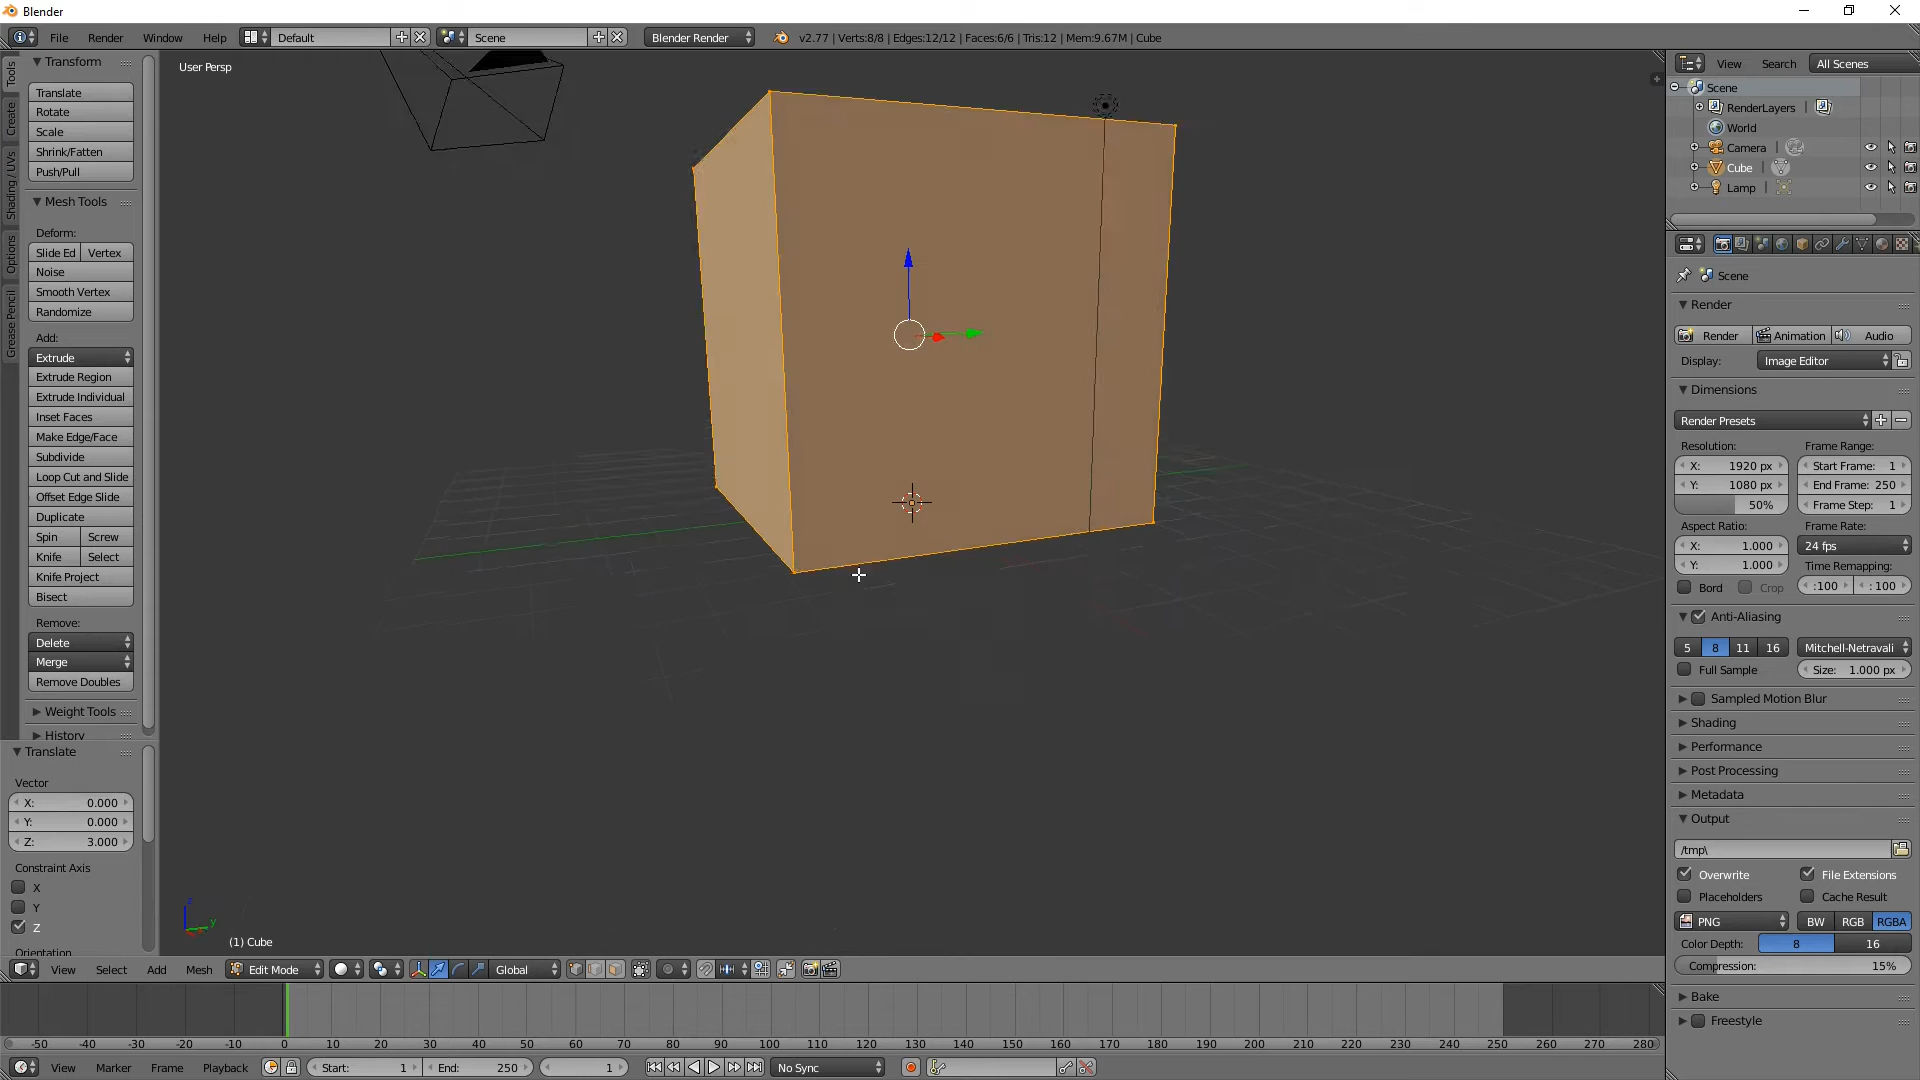 Blender
File Render Window Help Default Scene Blender Render v2.77 | Verts:8/8 | Edges:12/12 | Faces:6/6 | Tris:12 | Mem:9.67M | Cube
Tools
Create
Shading / UVs
Options
Grease Pencil
Transform
Translate
Rotate
Scale
Shrink/Fatten
Push/Pull
Mesh Tools
Deform:
Slide Ed Vertex
Noise
Smooth Vertex
Randomize
Add:
Extrude
Extrude Region
Extrude Individual
Inset Faces
Make Edge/Face
Subdivide
Loop Cut and Slide
Offset Edge Slide
Duplicate
Spin Screw
Knife Select
Knife Project
Bisect
Remove:
Delete
Merge
Remove Doubles
Weight Tools
History
Translate
Vector
X: 0.000
Y: 0.000
Z: 3.000
Constraint Axis
X
Y
Z
Orientation
User Persp
z
y
(1) Cube
View Select Add Mesh Edit Mode Global
-50 -40 -30 -20 -10 0 10 20 30 40 50 60 70 80 90 100 110 120 130 140 150 160 170 180 190 200 210 220 230 240 250 260 270 280
View Marker Frame Playback Start: 1 End: 250 1 No Sync
View Search All Scenes
Scene
RenderLayers |
World
Camera |
Cube |
Lamp |
Scene
Render
Render Animation Audio
Display: Image Editor
Dimensions
Render Presets
Resolution: Frame Range:
X: 1920 px Start Frame: 1
Y: 1080 px End Frame: 250
50% Frame Step: 1
Aspect Ratio: Frame Rate:
X: 1.000 24 fps
Y: 1.000 Time Remapping:
Bord Crop :100 :100
Anti-Aliasing
5 8 11 16 Mitchell-Netravali
Full Sample Size: 1.000 px
Sampled Motion Blur
Shading
Performance
Post Processing
Metadata
Output
/tmp\
Overwrite File Extensions
Placeholders Cache Result
PNG BW RGB RGBA
Color Depth: 8 16
Compression: 15%
Bake
Freestyle